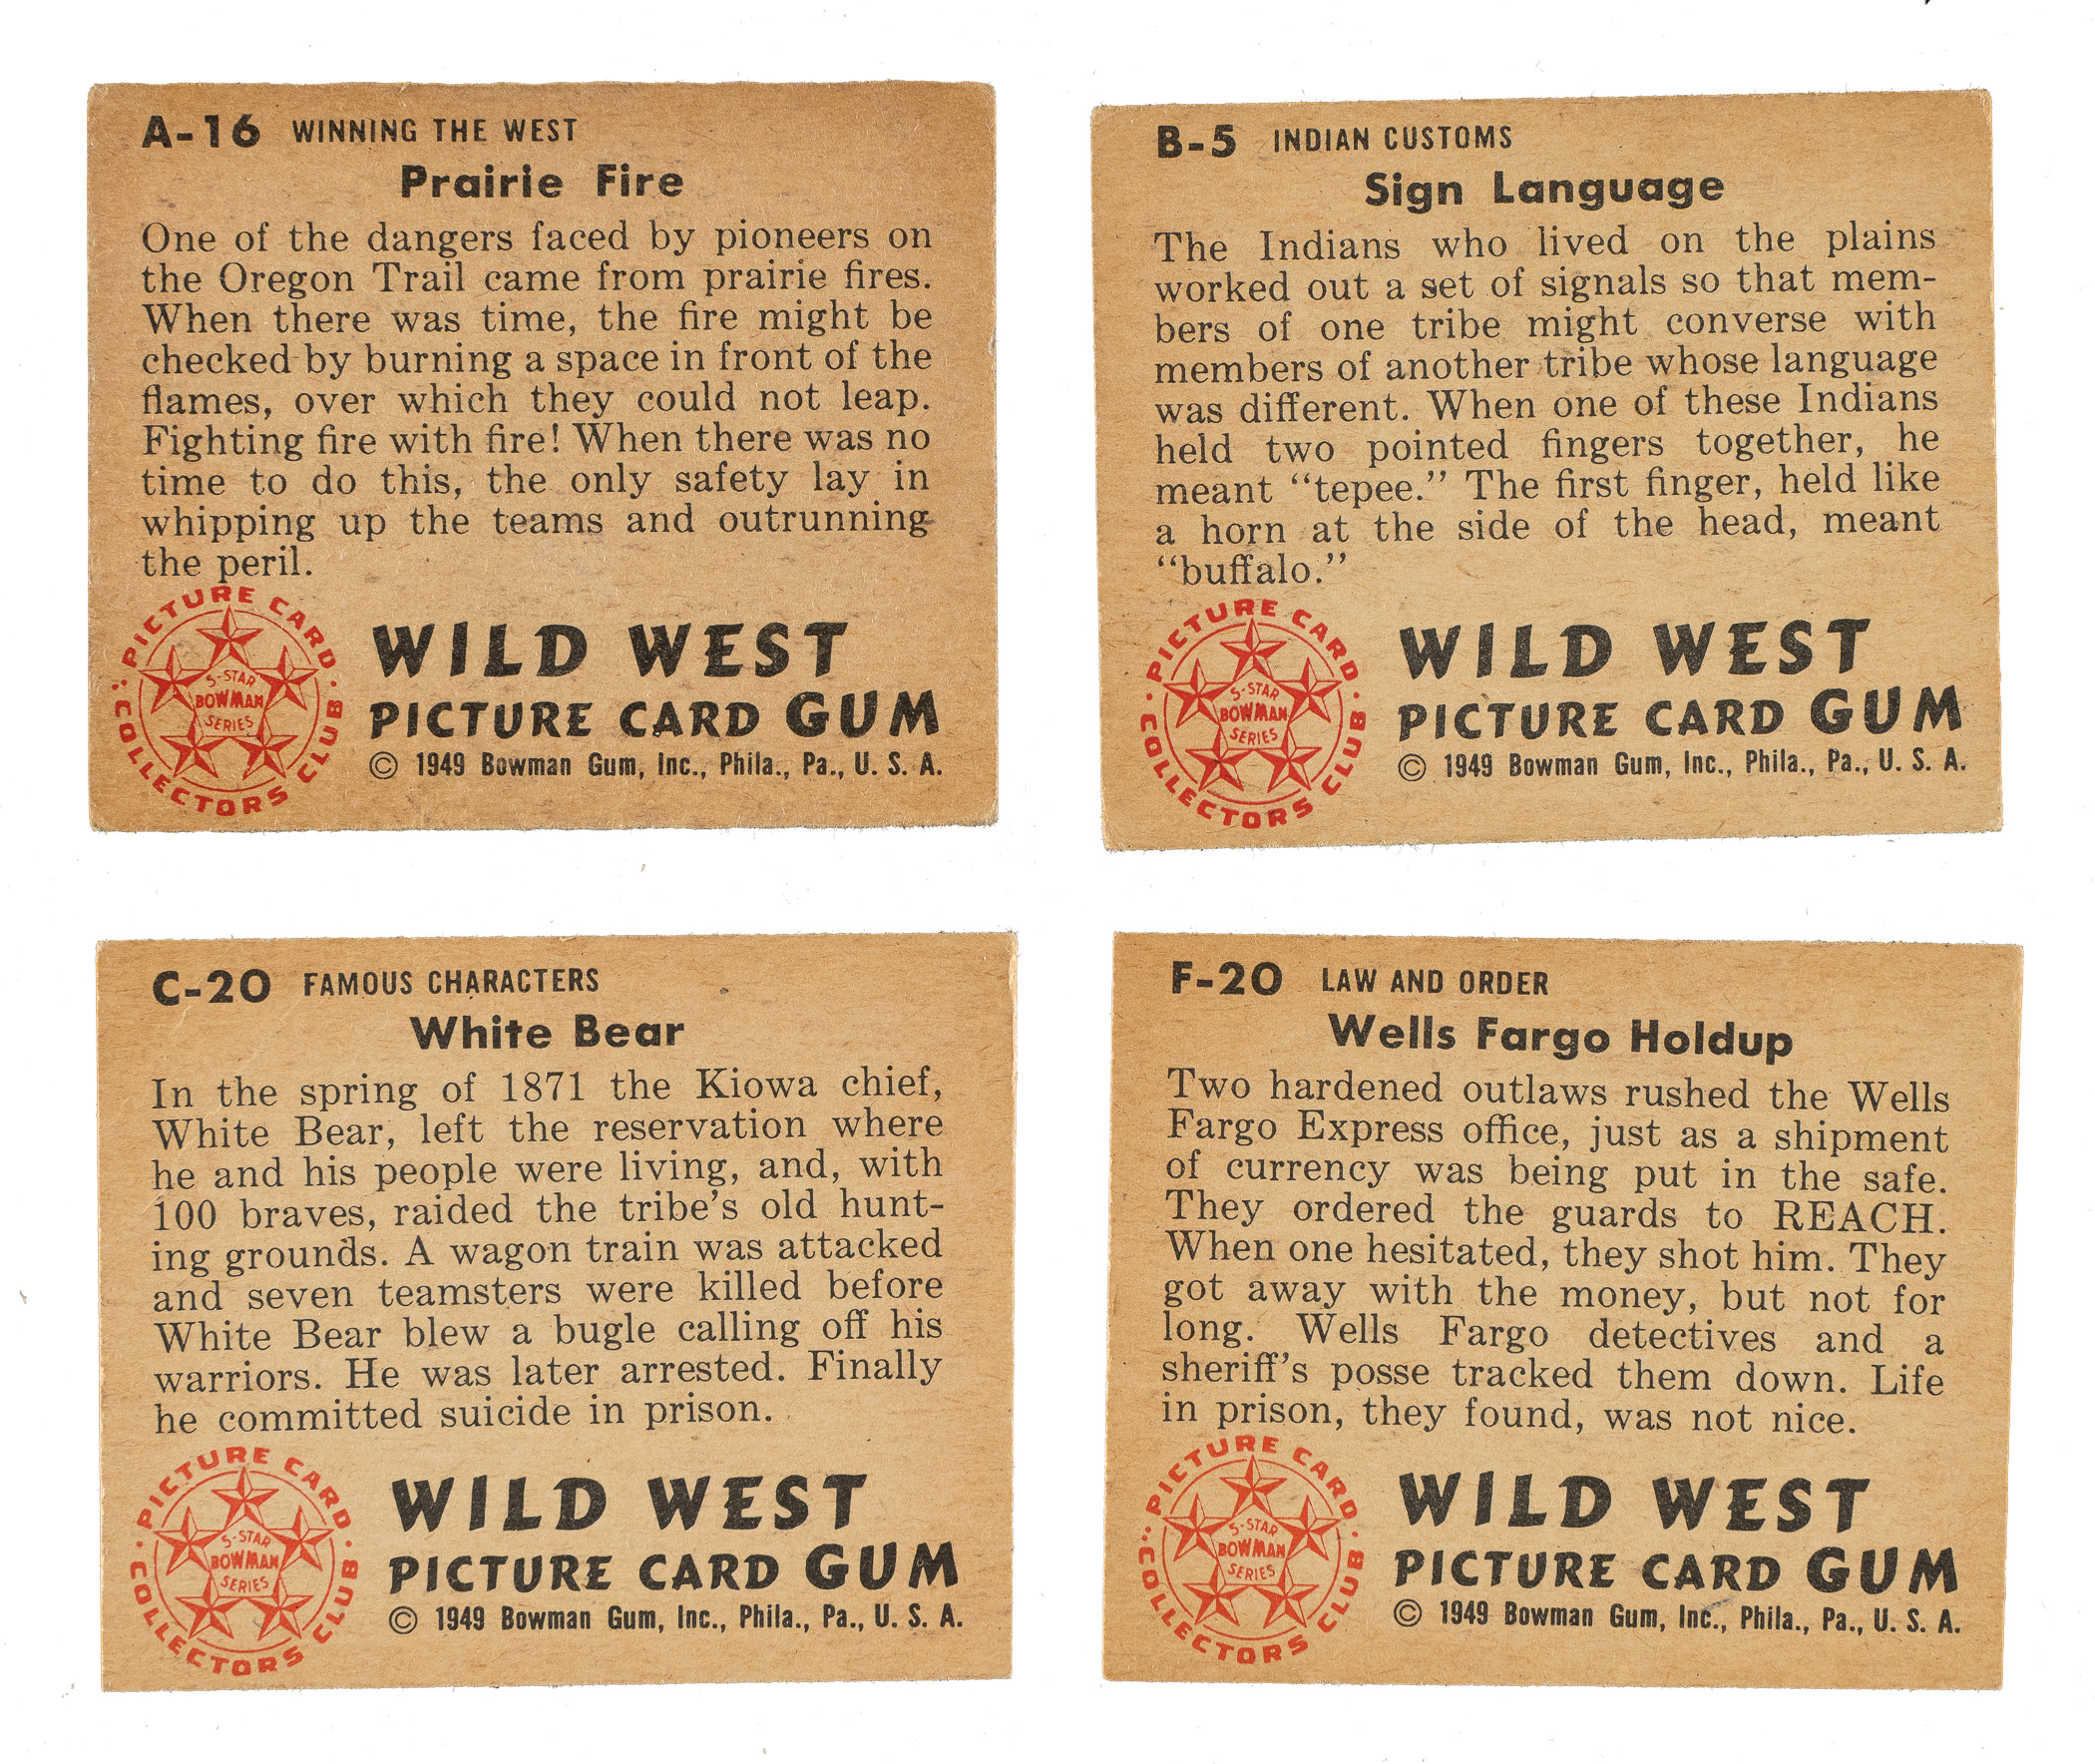 A-16 WINNING THE WEST
Prairie Fire
One of the dangers faced by pioneers on
the Oregon Trail came from prairie fires.
When there was time, the fire might be
checked by burning a space in front of the
flames, over which they could not leap.
Fighting fire with fire! When there was no
time to do this, the only safety lay in
whipping up the teams and outrunning
the peril.
PICTURE CARD COLLECTORS CLUB
5-STAR
BOWMAN
SERIES
WILD WEST
PICTURE CARD GUM
© 1949 Bowman Gum, Inc., Phila., Pa., U. S. A.
B-5 INDIAN CUSTOMS
Sign Language
The Indians who lived on the plains
worked out a set of signals so that mem-
bers of one tribe might converse with
members of another tribe whose language
was different. When one of these Indians
held two pointed fingers together, he
meant “tepee.” The first finger, held like
a horn at the side of the head, meant
“buffalo.”
PICTURE CARD COLLECTORS CLUB
5-STAR
BOWMAN
SERIES
WILD WEST
PICTURE CARD GUM
© 1949 Bowman Gum, Inc., Phila., Pa., U. S. A.
C-20 FAMOUS CHARACTERS
White Bear
In the spring of 1871 the Kiowa chief,
White Bear, left the reservation where
he and his people were living, and, with
100 braves, raided the tribe’s old hunt-
ing grounds. A wagon train was attacked
and seven teamsters were killed before
White Bear blew a bugle calling off his
warriors. He was later arrested. Finally
he committed suicide in prison.
PICTURE CARD COLLECTORS CLUB
5-STAR
BOWMAN
SERIES
WILD WEST
PICTURE CARD GUM
© 1949 Bowman Gum, Inc., Phila., Pa., U. S. A.
F-20 LAW AND ORDER
Wells Fargo Holdup
Two hardened outlaws rushed the Wells
Fargo Express office, just as a shipment
of currency was being put in the safe.
They ordered the guards to REACH.
When one hesitated, they shot him. They
got away with the money, but not for
long. Wells Fargo detectives and a
sheriff’s posse tracked them down. Life
in prison, they found, was not nice.
PICTURE CARD COLLECTORS CLUB
5-STAR
BOWMAN
SERIES
WILD WEST
PICTURE CARD GUM
© 1949 Bowman Gum, Inc., Phila., Pa., U. S. A.